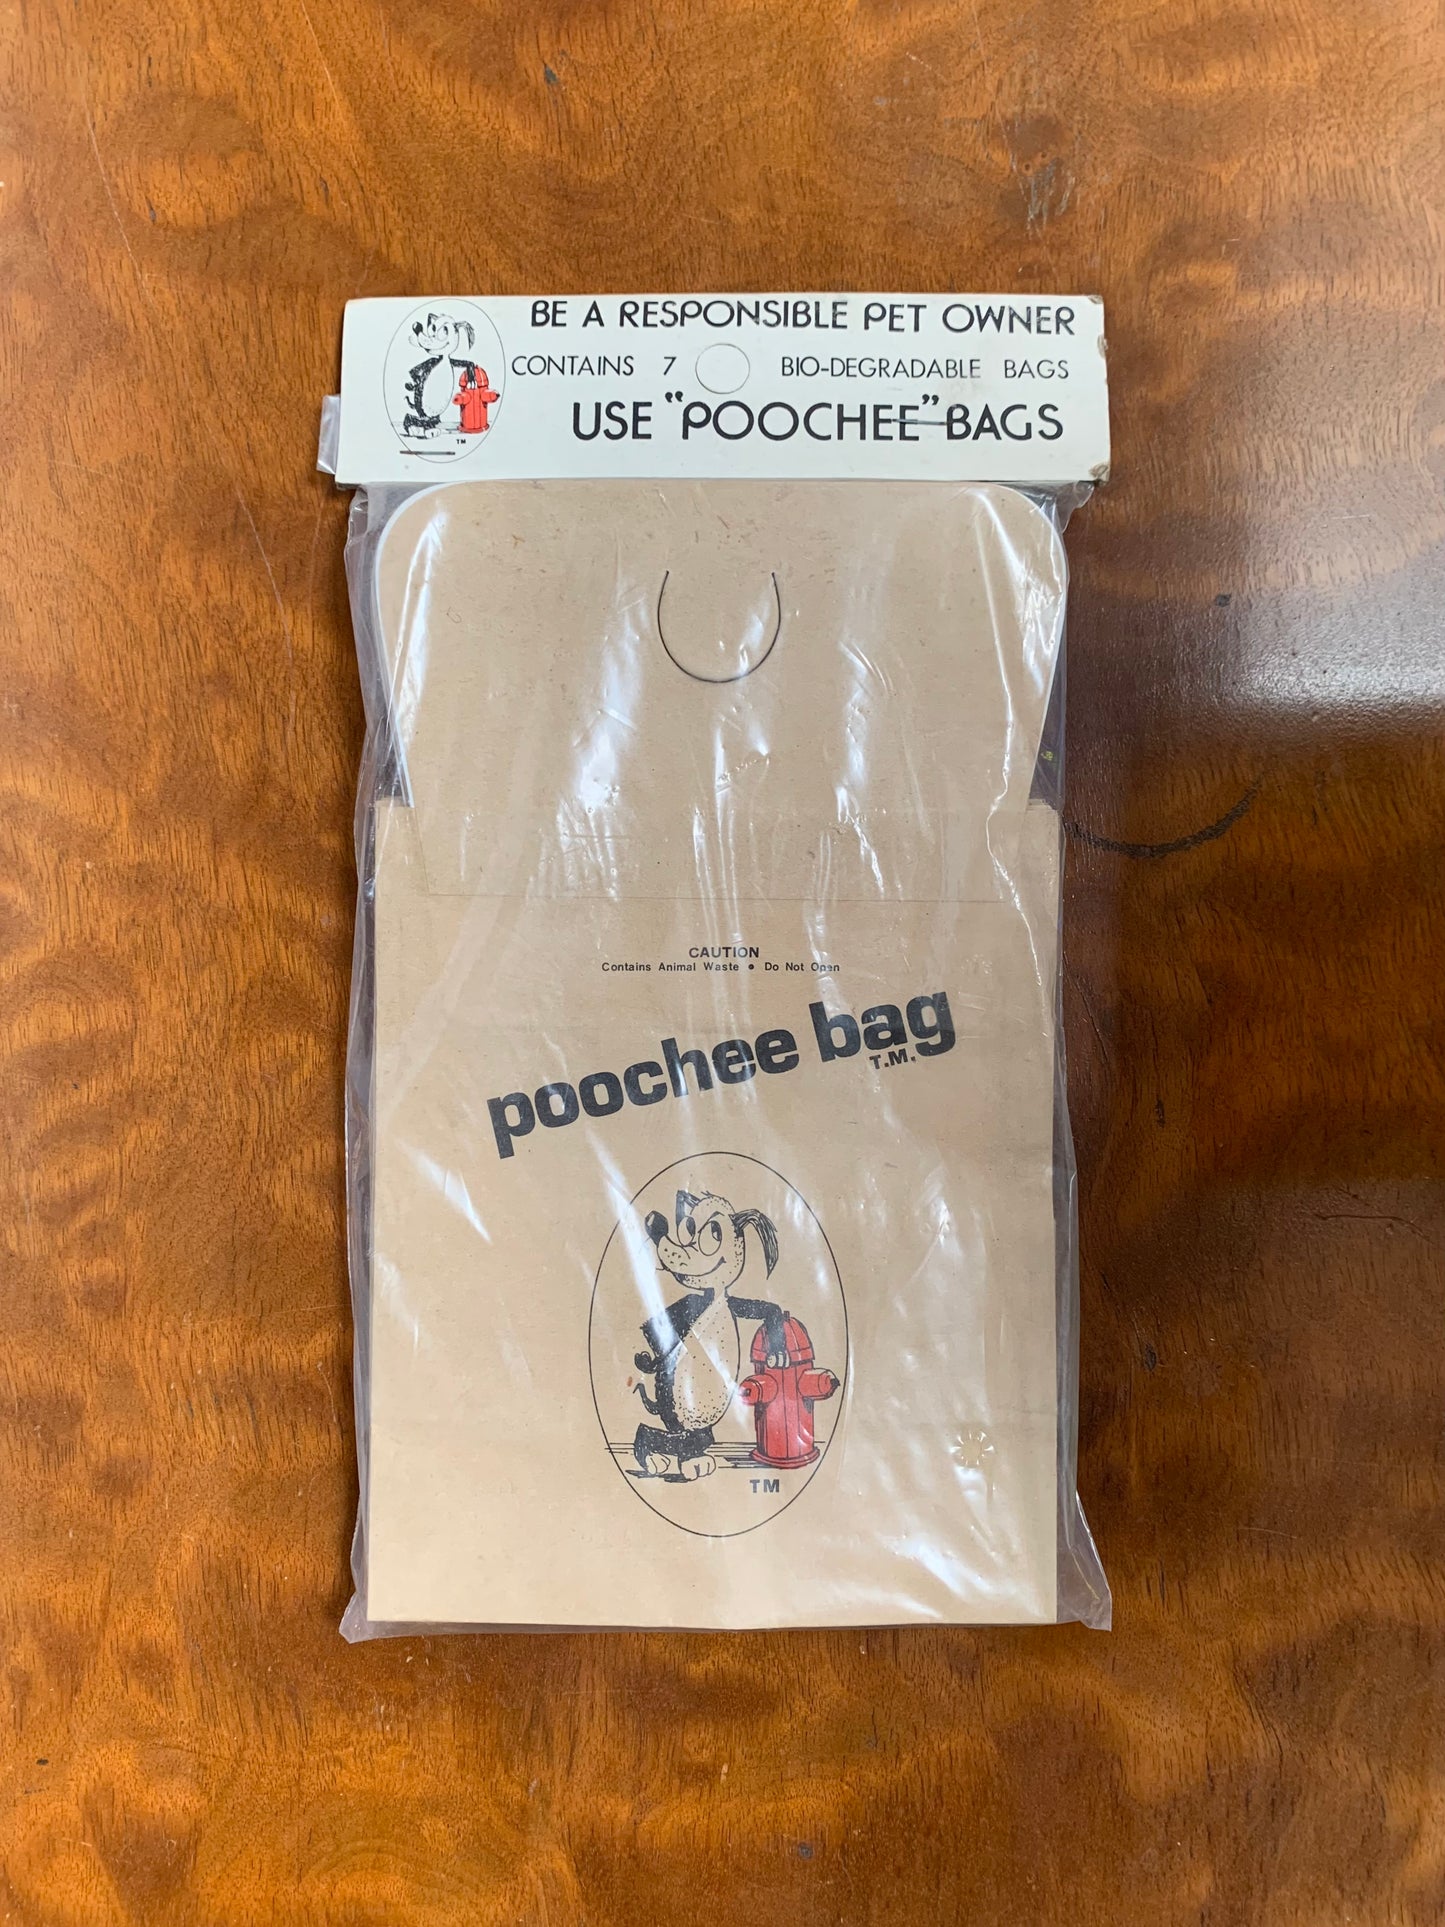 BE A RESPONSIBLE PET OWNER
CONTAINS 7 BIO-DEGRADABLE BAGS
USE "POOCHEE" BAGS
TM
CAUTION
Contains Animal Waste • Do Not Open
poochee bag
T.M.
TM